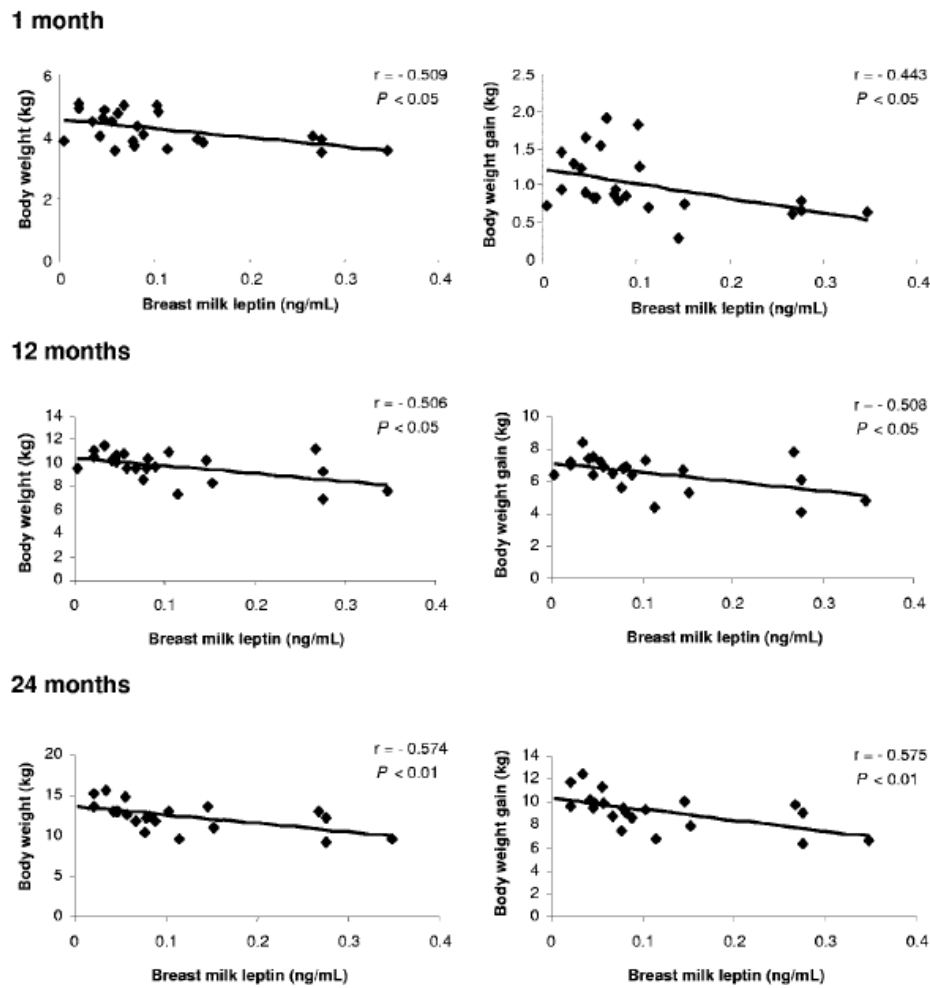 1 month
r = - 0.509
P < 0.05
Body weight (kg)
6
4
2
0
0 0.1 0.2 0.3 0.4
Breast milk leptin (ng/mL)
r = - 0.443
P < 0.05
Body weight gain (kg)
2.5
2.0
1.5
1.0
0.5
0
0 0.1 0.2 0.3 0.4
Breast milk leptin (ng/mL)
12 months
r = - 0.506
P < 0.05
Body weight (kg)
14
12
10
8
6
4
2
0
0 0.1 0.2 0.3 0.4
Breast milk leptin (ng/mL)
r = - 0.508
P < 0.05
Body weight gain (kg)
10
8
6
4
2
0
0 0.1 0.2 0.3 0.4
Breast milk leptin (ng/mL)
24 months
r = - 0.574
P < 0.01
Body weight (kg)
20
15
10
5
0
0 0.1 0.2 0.3 0.4
Breast milk leptin (ng/mL)
r = - 0.575
P < 0.01
Body weight gain (kg)
14
12
10
8
6
4
2
0
0 0.1 0.2 0.3 0.4
Breast milk leptin (ng/mL)